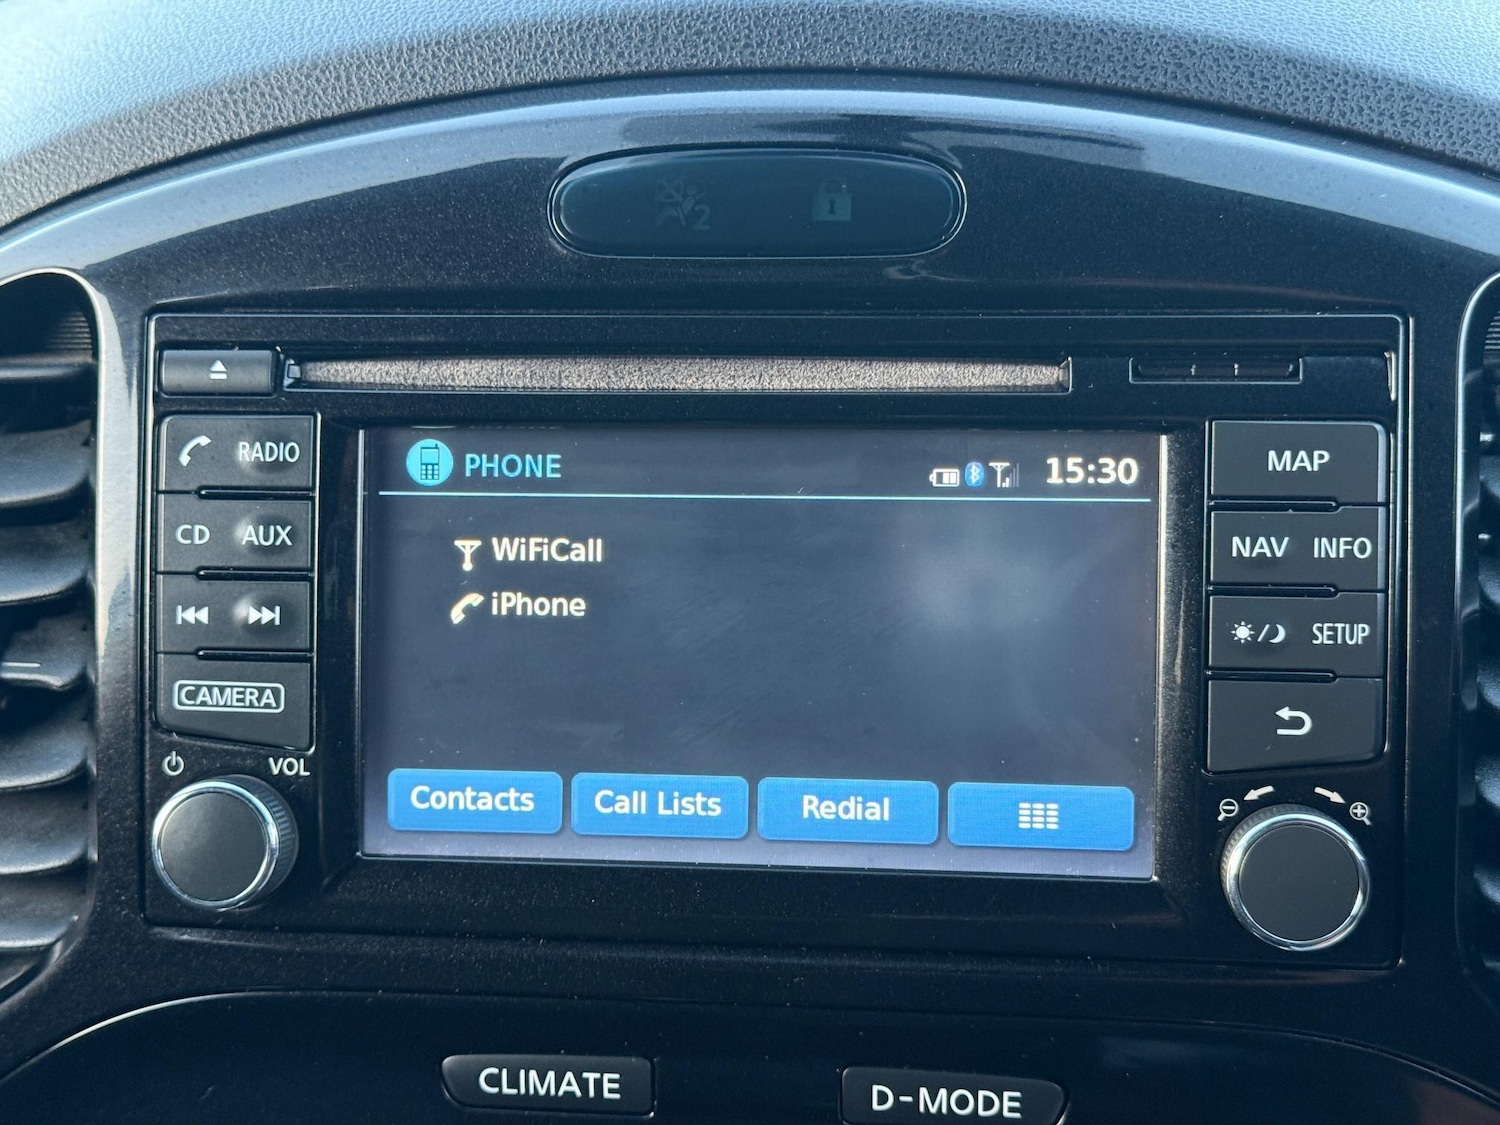 2
RADIO
CD AUX
CAMERA
VOL
PHONE
15:30
WiFiCall
iPhone
Contacts
Call Lists
Redial
MAP
NAV INFO
SETUP
CLIMATE
D-MODE